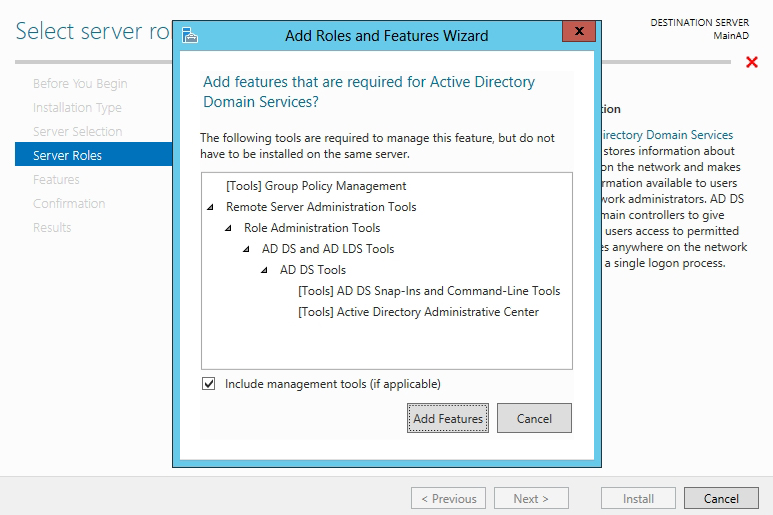 Select server ro
Add Roles and Features Wizard
DESTINATION SERVER
MainAD
Before You Begin
Installation Type
Server Selection
Server Roles
Features
Confirmation
Results
Add features that are required for Active Directory
Domain Services?
The following tools are required to manage this feature, but do not
have to be installed on the same server.
[Tools] Group Policy Management
Remote Server Administration Tools
Role Administration Tools
AD DS and AD LDS Tools
AD DS Tools
[Tools] AD DS Snap-Ins and Command-Line Tools
[Tools] Active Directory Administrative Center
Include management tools (if applicable)
Add Features
Cancel
tion
irectory Domain Services
stores information about
on the network and makes
rmation available to users
work administrators. AD DS
main controllers to give
users access to permitted
es anywhere on the network
a single logon process.
< Previous
Next >
Install
Cancel